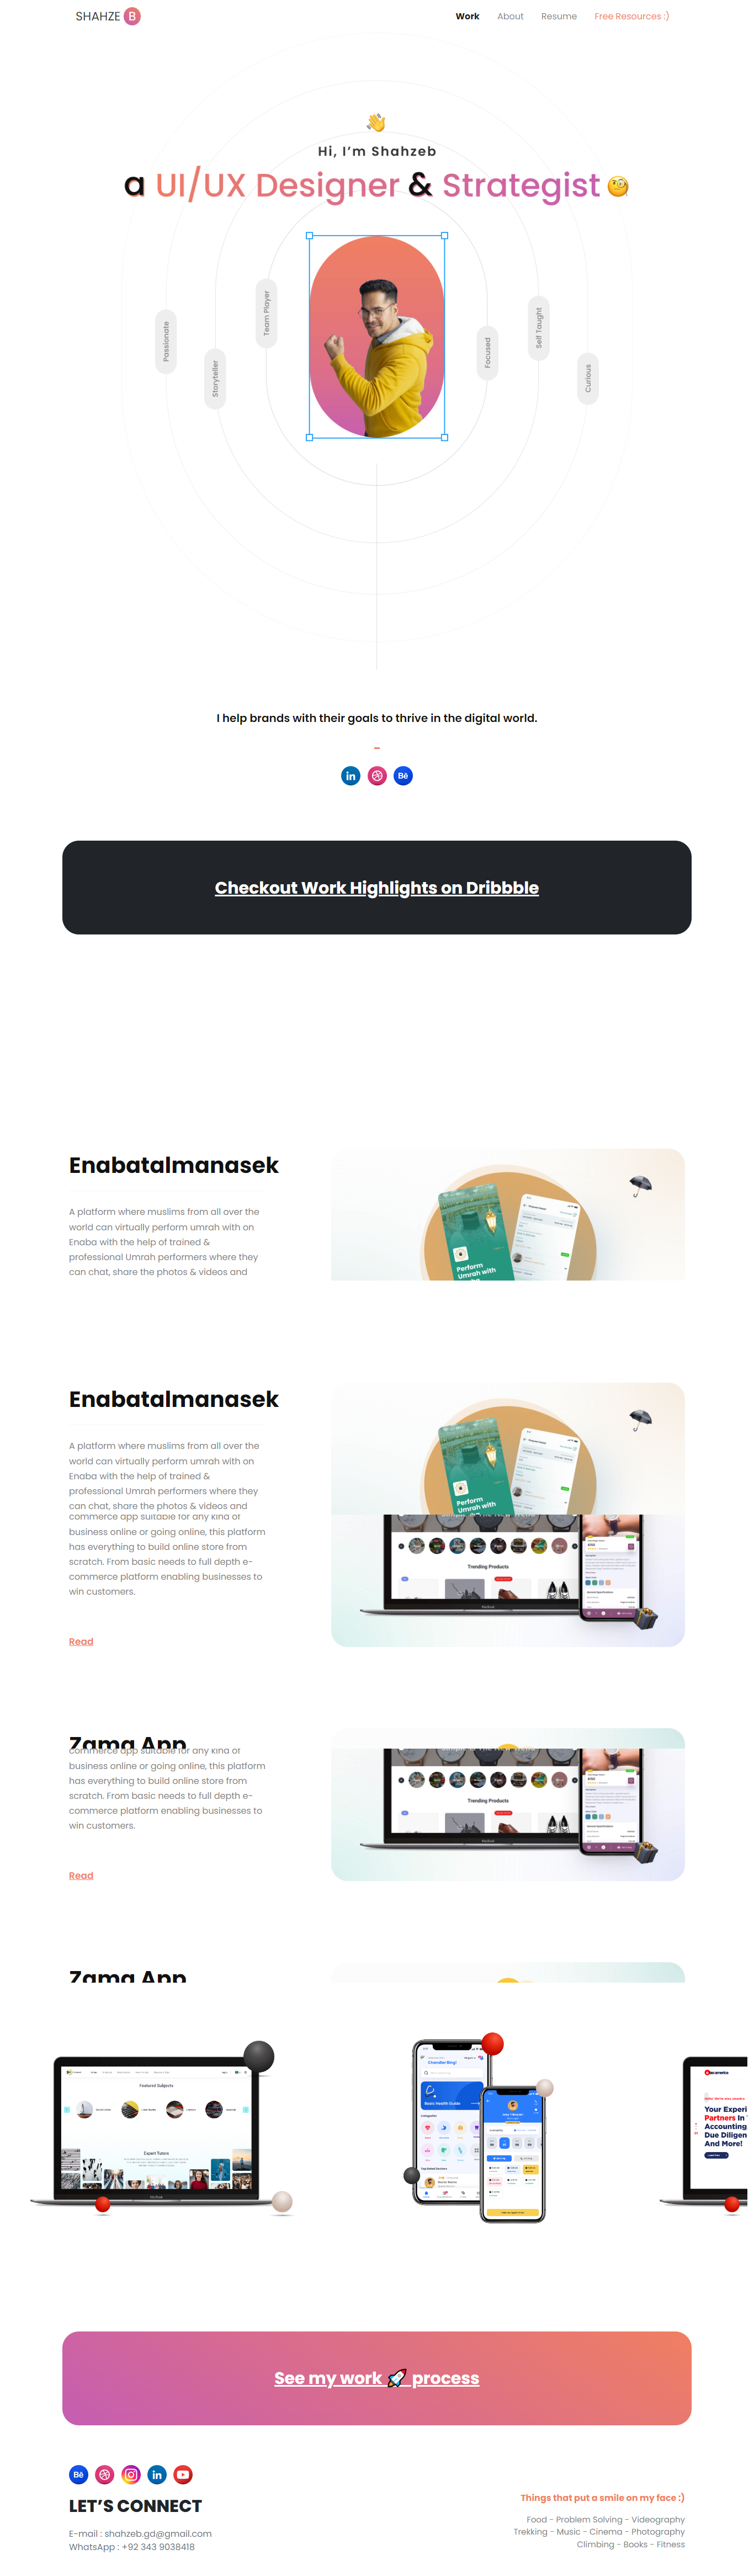 SHAHZE B
Work About Resume Free Resources :)
Hi, I'm Shahzeb
a UI/UX Designer & Strategist
Passionate
Storyteller
Team Player
Focused
Self Taught
Curious
I help brands with their goals to thrive in the digital world.
in Bē
Checkout Work Highlights on Dribbble
Enabatalmanasek
A platform where muslims from all over the
world can virtually perform umrah with on
Enaba with the help of trained &
professional Umrah performers where they
can chat, share the photos & videos and
Perform
Umrah with
Enabatalmanasek
A platform where muslims from all over the
world can virtually perform umrah with on
Enaba with the help of trained &
professional Umrah performers where they
can chat, share the photos & videos and
commerce app suitable for any kind of
business online or going online, this platform
has everything to build online store from
scratch. From basic needs to full depth e-
commerce platform enabling businesses to
win customers.
Read
Perform
Umrah with
Trending Products
Zama App
commerce app suitable for any kind of
business online or going online, this platform
has everything to build online store from
scratch. From basic needs to full depth e-
commerce platform enabling businesses to
win customers.
Read
Trending Products
Zama App
Featured Subjects
Expert Tutors
Chandler Bing!
Basic Health Guide
Your Experi
Partners In
Accounting,
Due Diligen
And More!
See my work process
Bē in
LET'S CONNECT
E-mail : shahzeb.gd@gmail.com
WhatsApp : +92 343 9038418
Things that put a smile on my face :)
Food - Problem Solving - Videography
Trekking - Music - Cinema - Photography
Climbing - Books - Fitness